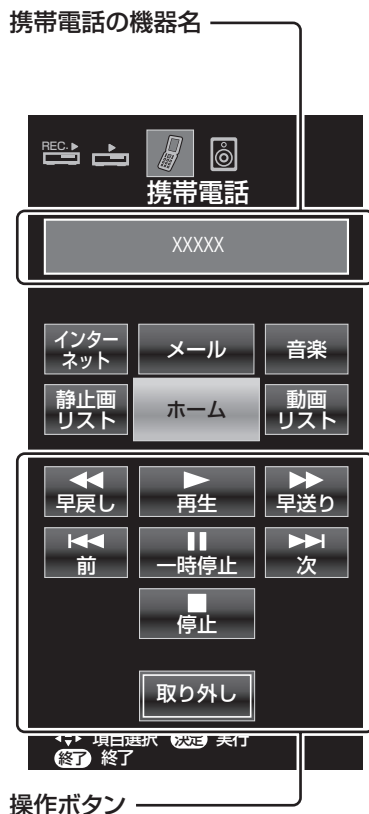 携帯電話の機器名
REC
携帯電話
XXXXX
インター
ネット
メール
音楽
静止画
リスト
ホーム
動画
リスト
早戻し
再生
早送り
前
一時停止
次
停止
取り外し
項目選択 決定 実行
終了 終了
操作ボタン